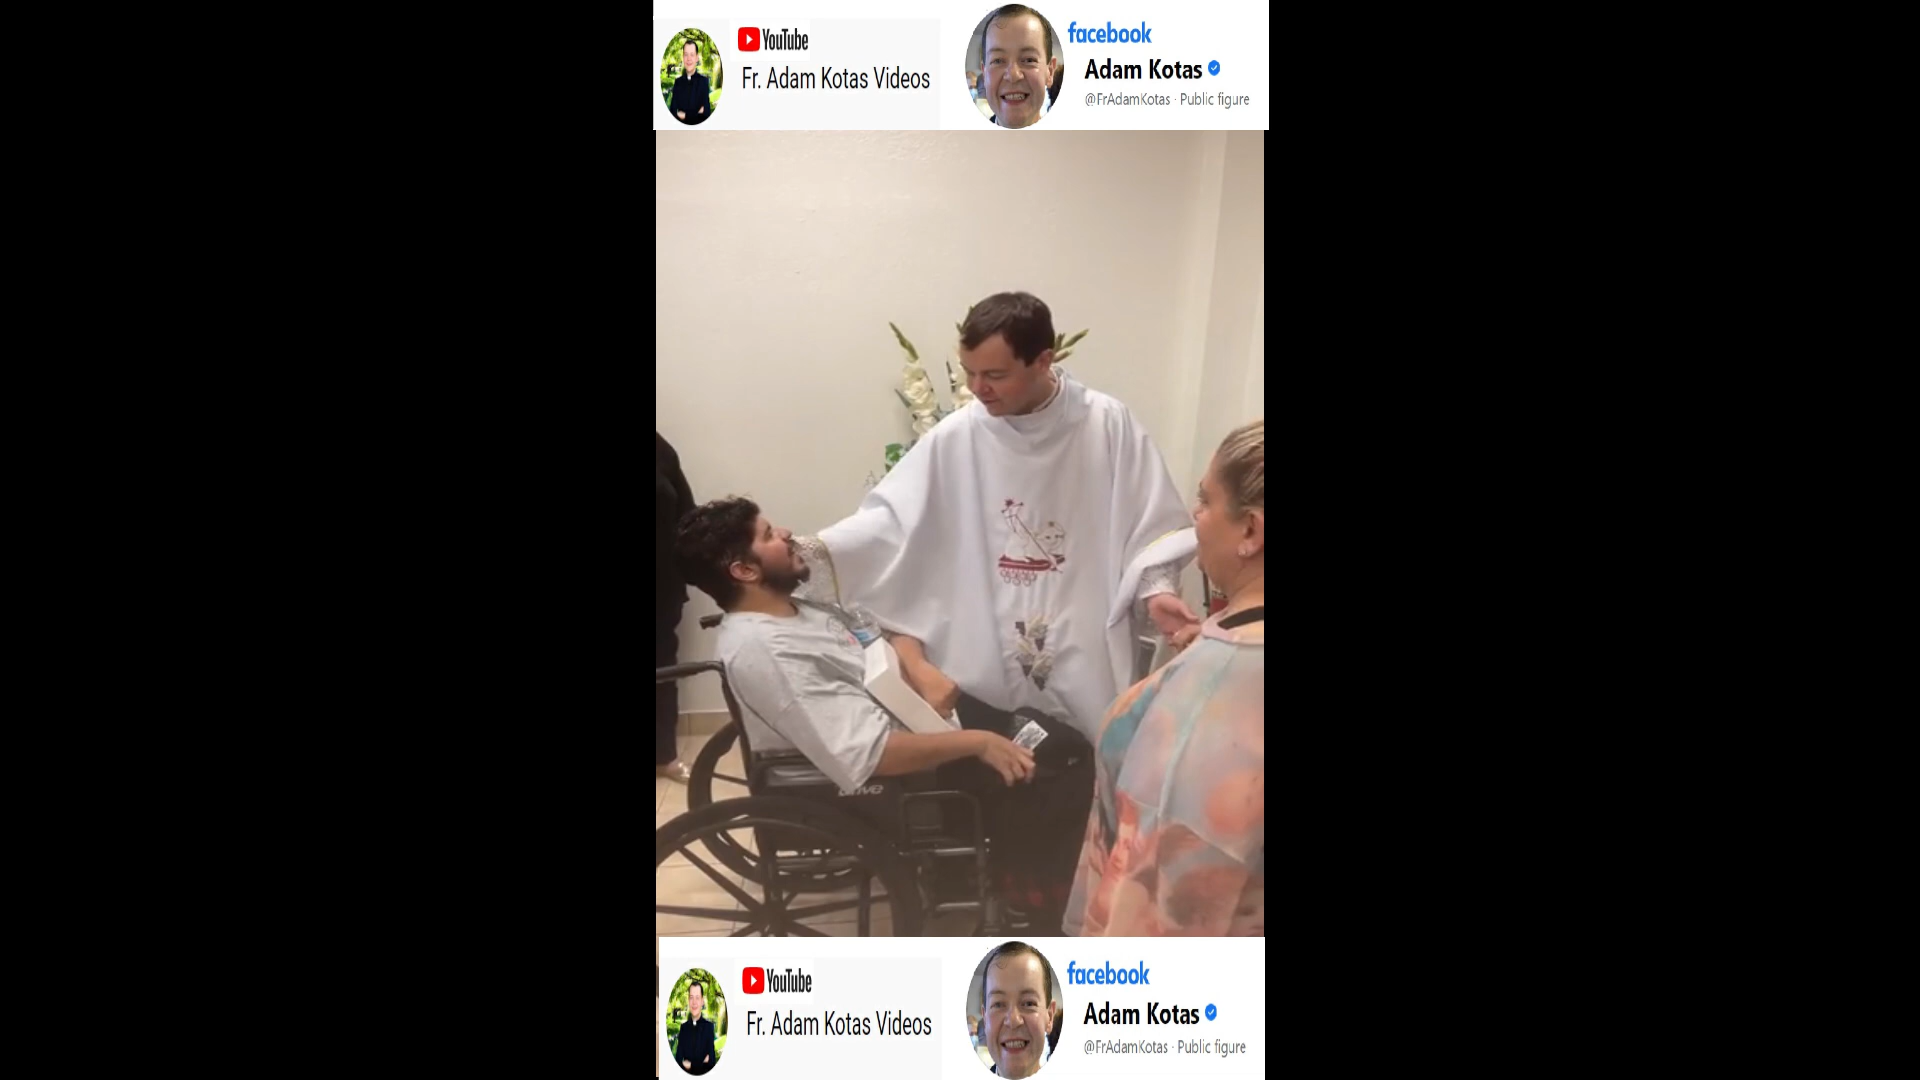 YouTube
Fr. Adam Kotas Videos
facebook
Adam Kotas
@FrAdamKotas · Public figure
drive
YouTube
Fr. Adam Kotas Videos
facebook
Adam Kotas
@FrAdamKotas · Public figure